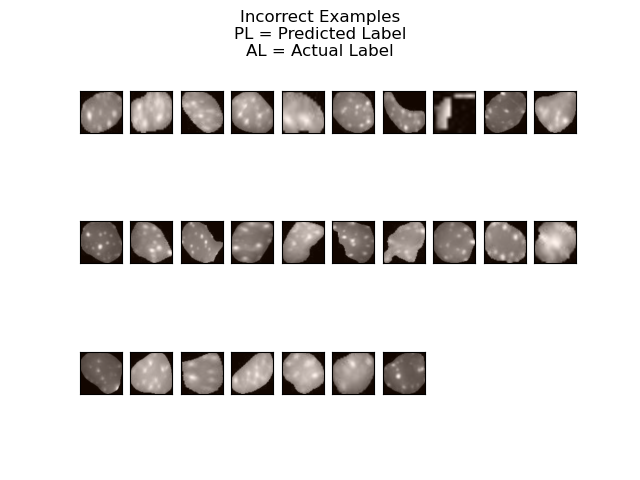 Incorrect Examples
PL = Predicted Label
AL = Actual Label